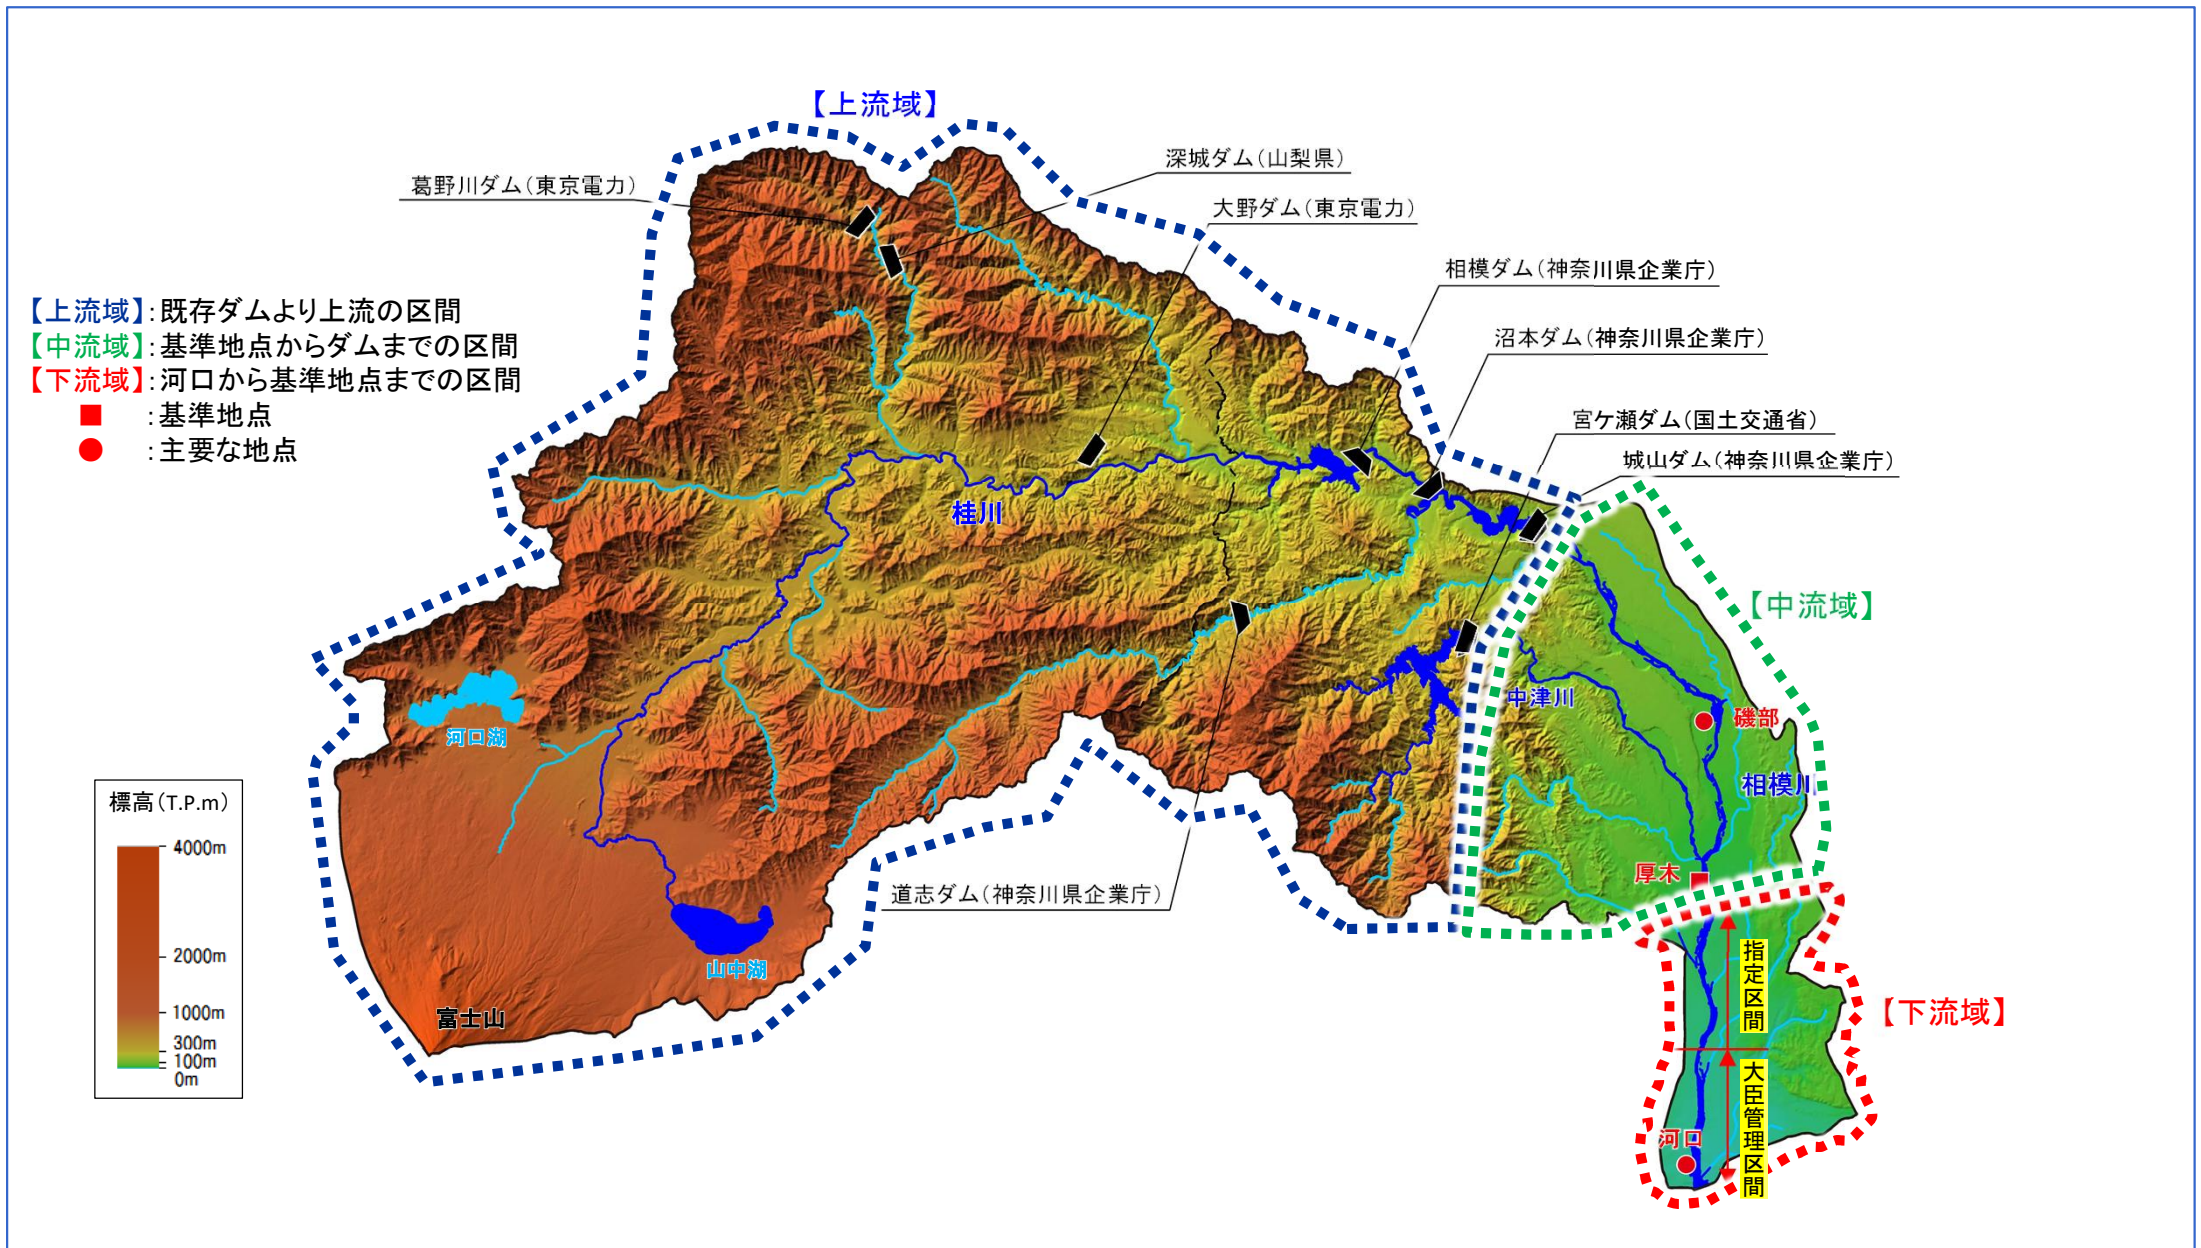 【上流域】
深城ダム(山梨県)
葛野川ダム(東京電力)
大野ダム(東京電力)
相模ダム(神奈川県企業庁)
【上流域】:既存ダムより上流の区間
【中流域】:基準地点からダムまでの区間
【下流域】:河口から基準地点までの区間
:基準地点
:主要な地点
沼本ダム(神奈川県企業庁)
宮ケ瀬ダム(国土交通省)
城山ダム(神奈川県企業庁)
桂川
【中流域】
中津川
磯部
河口湖
相模川
標高(T.P.m)
4000m
2000m
1000m
300m
100m
0m
厚木
道志ダム(神奈川県企業庁)
山中湖
富士山
指定区間
【下流域】
大臣管理区間
河口